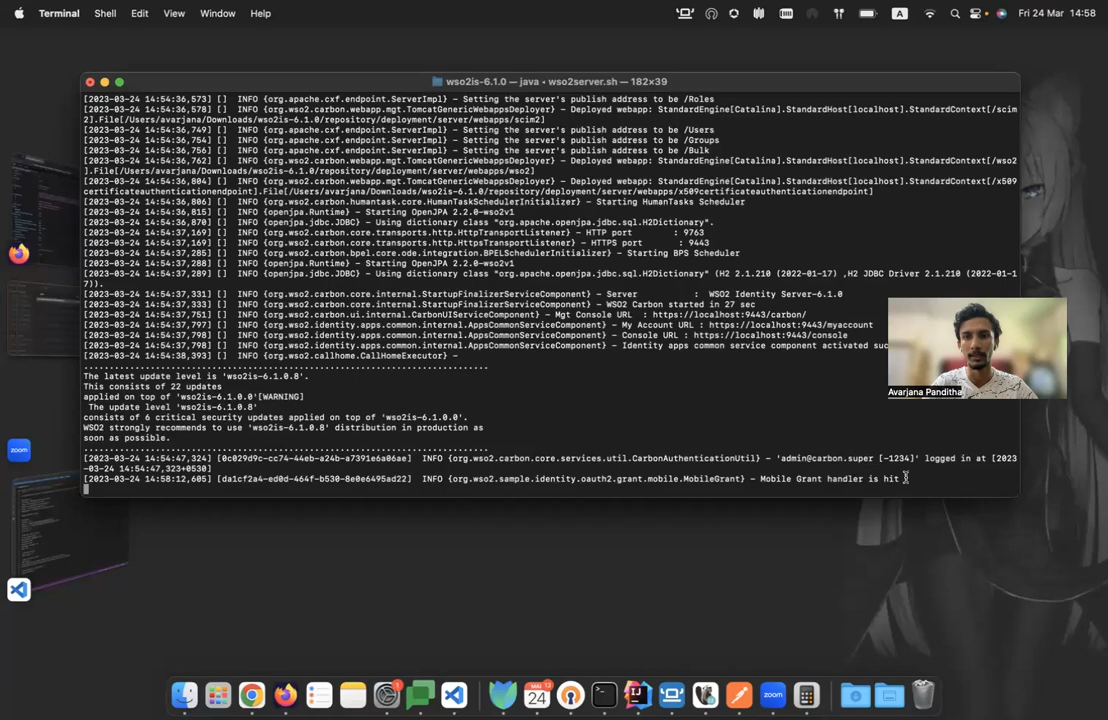 Terminal Shell Edit View Window Help
A Fri 24 Mar 14:58
wso2is-6.1.0 — java ◂ wso2server.sh — 182×39
[2023-03-24 14:54:36,573] []  INFO {org.apache.cxf.endpoint.ServerImpl} - Setting the server's publish address to be /Roles
[2023-03-24 14:54:36,578] []  INFO {org.wso2.carbon.webapp.mgt.TomcatGenericWebappsDeployer} - Deployed webapp: StandardEngine[Catalina].StandardHost[localhost].StandardContext[/scim
2].File[/Users/avarjana/Downloads/wso2is-6.1.0/repository/deployment/server/webapps/scim2]
[2023-03-24 14:54:36,749] []  INFO {org.apache.cxf.endpoint.ServerImpl} - Setting the server's publish address to be /Users
[2023-03-24 14:54:36,754] []  INFO {org.apache.cxf.endpoint.ServerImpl} - Setting the server's publish address to be /Groups
[2023-03-24 14:54:36,756] []  INFO {org.apache.cxf.endpoint.ServerImpl} - Setting the server's publish address to be /Bulk
[2023-03-24 14:54:36,762] []  INFO {org.wso2.carbon.webapp.mgt.TomcatGenericWebappsDeployer} - Deployed webapp: StandardEngine[Catalina].StandardHost[localhost].StandardContext[/wso2
].File[/Users/avarjana/Downloads/wso2is-6.1.0/repository/deployment/server/webapps/wso2]
[2023-03-24 14:54:36,804] []  INFO {org.wso2.carbon.webapp.mgt.TomcatGenericWebappsDeployer} - Deployed webapp: StandardEngine[Catalina].StandardHost[localhost].StandardContext[/x509
certificateauthenticationendpoint].File[/Users/avarjana/Downloads/wso2is-6.1.0/repository/deployment/server/webapps/x509certificateauthenticationendpoint]
[2023-03-24 14:54:36,806] []  INFO {org.wso2.carbon.humantask.core.HumanTaskSchedulerInitializer} - Starting HumanTasks Scheduler
[2023-03-24 14:54:36,815] []  INFO {openjpa.Runtime} - Starting OpenJPA 2.2.0-wso2v1
[2023-03-24 14:54:36,870] []  INFO {openjpa.jdbc.JDBC} - Using dictionary class "org.apache.openjpa.jdbc.sql.H2Dictionary".
[2023-03-24 14:54:37,169] []  INFO {org.wso2.carbon.core.transports.http.HttpTransportListener} - HTTP port : 9763
[2023-03-24 14:54:37,169] []  INFO {org.wso2.carbon.core.transports.http.HttpsTransportListener} - HTTPS port : 9443
[2023-03-24 14:54:37,285] []  INFO {org.wso2.carbon.bpel.core.ode.integration.BPELSchedulerInitializer} - Starting BPS Scheduler
[2023-03-24 14:54:37,288] []  INFO {openjpa.Runtime} - Starting OpenJPA 2.2.0-wso2v1
[2023-03-24 14:54:37,289] []  INFO {openjpa.jdbc.JDBC} - Using dictionary class "org.apache.openjpa.jdbc.sql.H2Dictionary" (H2 2.1.210 (2022-01-17) ,H2 JDBC Driver 2.1.210 (2022-01-1
7)).
[2023-03-24 14:54:37,331] []  INFO {org.wso2.carbon.core.internal.StartupFinalizerServiceComponent} - Server : WSO2 Identity Server-6.1.0
[2023-03-24 14:54:37,333] []  INFO {org.wso2.carbon.core.internal.StartupFinalizerServiceComponent} - WSO2 Carbon started in 27 sec
[2023-03-24 14:54:37,751] []  INFO {org.wso2.carbon.ui.internal.CarbonUIServiceComponent} - Mgt Console URL : https://localhost:9443/carbon/
[2023-03-24 14:54:37,797] []  INFO {org.wso2.identity.apps.common.internal.AppsCommonServiceComponent} - My Account URL : https://localhost:9443/myaccount
[2023-03-24 14:54:37,798] []  INFO {org.wso2.identity.apps.common.internal.AppsCommonServiceComponent} - Console URL : https://localhost:9443/console
[2023-03-24 14:54:37,798] []  INFO {org.wso2.identity.apps.common.internal.AppsCommonServiceComponent} - Identity apps common service component activated suc
[2023-03-24 14:54:38,393] []  INFO {org.wso2.callhome.CallHomeExecutor} -
The latest update level is 'wso2is-6.1.0.8'.
This consists of 22 updates
applied on top of 'wso2is-6.1.0.0'[WARNING]
The update level 'wso2is-6.1.0.8'
consists of 6 critical security updates applied on top of 'wso2is-6.1.0.0'.
WSO2 strongly recommends to use 'wso2is-6.1.0.8' distribution in production as
soon as possible.
[2023-03-24 14:54:47,324] [0c029d9c-cc74-44eb-a24b-a7391e6a06ae]  INFO {org.wso2.carbon.core.services.util.CarbonAuthenticationUtil} - 'admin@carbon.super [-1234]' logged in at [2023
-03-24 14:54:47,323+0530]
[2023-03-24 14:58:12,605] [da1cf2a4-ed0d-464f-b530-8e0g6495ad22]  INFO {org.wso2.sample.identity.oauth2.grant.mobile.MobileGrant} - Mobile Grant handler is hit
Avarjana Panditha
zoom
MAR
24
zoom